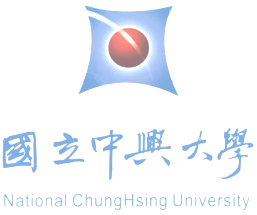 國立中興大學
National ChungHsing University